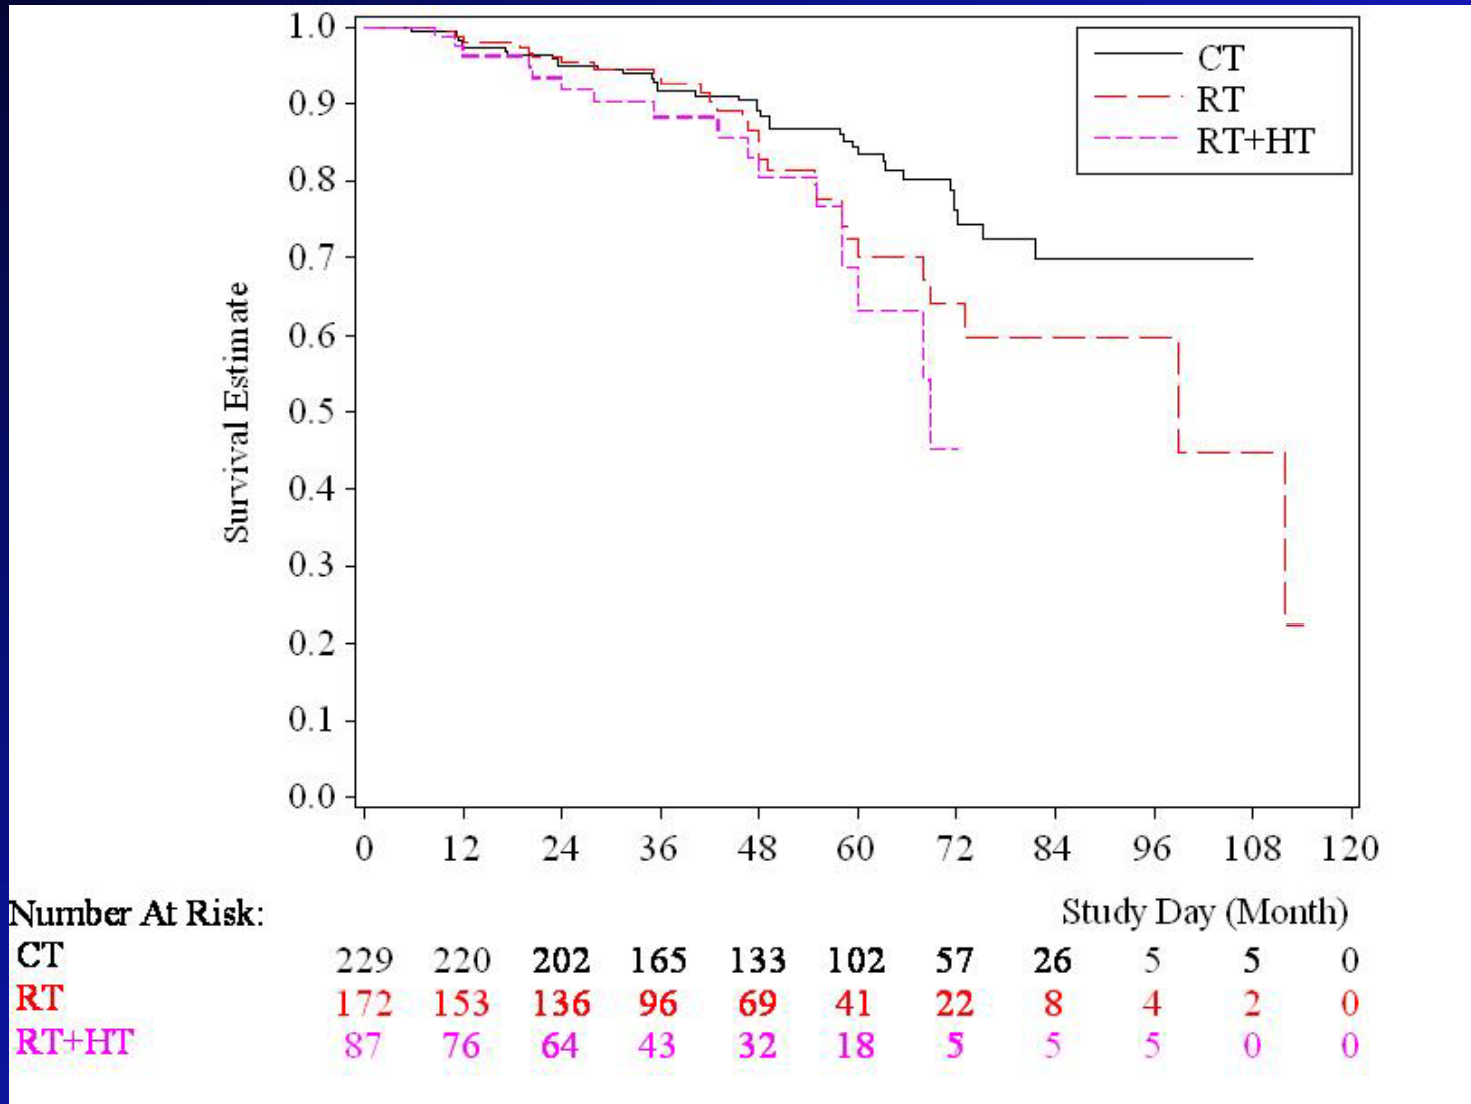 1.0
0.9
0.8
0.7
0.6
0.5
0.4
0.3
0.2
0.1
0.0
Survival Estimate
CT
RT
RT+HT
0 12 24 36 48 60 72 84 96 108 120
Number At Risk: Study Day (Month)
CT 229 220 202 165 133 102 57 26 5 5 0
RT 172 153 136 96 69 41 22 8 4 2 0
RT+HT 87 76 64 43 32 18 5 5 5 0 0